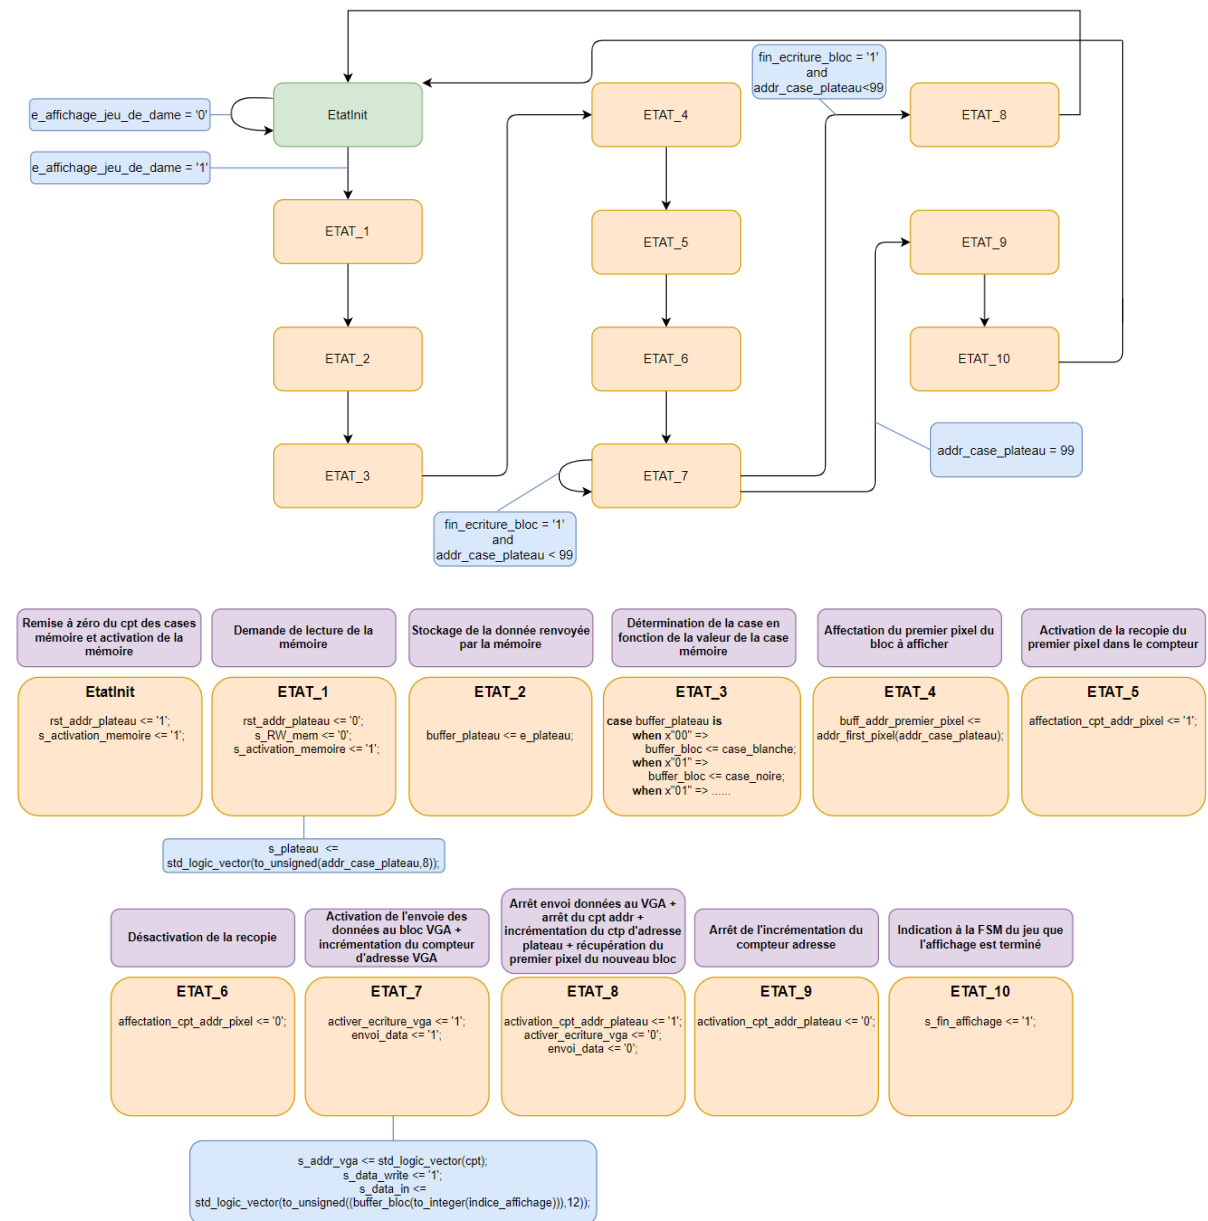 fin_ecriture_bloc = '1'
and
addr_case_plateau<99
e_affichage_jeu_de_dame = '0'
EtatInit
ETAT_4
ETAT_8
e_affichage_jeu_de_dame = '1'
ETAT_1
ETAT_5
ETAT_9
ETAT_2
ETAT_6
ETAT_10
addr_case_plateau = 99
ETAT_3
ETAT_7
fin_ecriture_bloc = '1'
and
addr_case_plateau < 99
Remise à zéro du cpt des cases
mémoire et activation de la
mémoire
EtatInit
rst_addr_plateau <= '1';
s_activation_memoire <= '1';
Demande de lecture de la
mémoire
ETAT_1
rst_addr_plateau <= '0';
s_RW_mem <= '0';
s_activation_memoire <= '1';
s_plateau <=
std_logic_vector(to_unsigned(addr_case_plateau,8));
Stockage de la donnée renvoyée
par la mémoire
ETAT_2
buffer_plateau <= e_plateau;
Détermination de la case en
fonction de la valeur de la case
mémoire
ETAT_3
case buffer_plateau is
when x"00" =>
buffer_bloc <= case_blanche;
when x"01" =>
buffer_bloc <= case_noire;
when x"01" => ......
Affectation du premier pixel du
bloc à afficher
ETAT_4
buff_addr_premier_pixel <=
addr_first_pixel(addr_case_plateau);
Activation de la recopie du
premier pixel dans le compteur
ETAT_5
affectation_cpt_addr_pixel <= '1';
Désactivation de la recopie
ETAT_6
affectation_cpt_addr_pixel <= '0';
Activation de l'envoie des
données au bloc VGA +
incrémentation du compteur
d'adresse VGA
ETAT_7
activer_ecriture_vga <= '1';
envoi_data <= '1';
s_addr_vga <= std_logic_vector(cpt);
s_data_write <= '1';
s_data_in <=
std_logic_vector(to_unsigned((buffer_bloc(to_integer(indice_affichage))),12));
Arrêt envoi données au VGA +
arrêt du cpt addr +
incrémentation du ctp d'adresse
plateau + récupération du
premier pixel du nouveau bloc
ETAT_8
activation_cpt_addr_plateau <= '1';
activer_ecriture_vga <= '0';
envoi_data <= '0';
Arrêt de l'incrémentation du
compteur adresse
ETAT_9
activation_cpt_addr_plateau <= '0';
Indication à la FSM du jeu que
l'affichage est terminé
ETAT_10
s_fin_affichage <= '1';